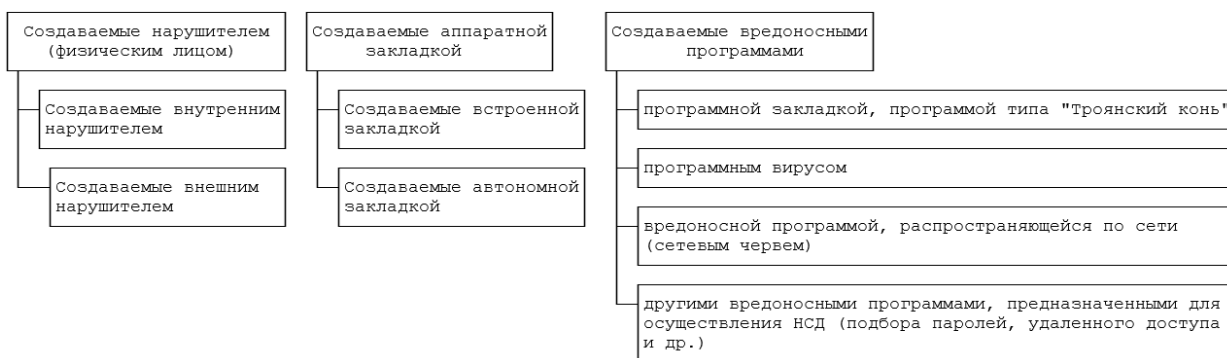 Создаваемые нарушителем
(физическим лицом)
Создаваемые внутренним
нарушителем
Создаваемые внешним
нарушителем
Создаваемые аппаратной
закладкой
Создаваемые встроенной
закладкой
Создаваемые автономной
закладкой
Создаваемые вредоносными
программами
программной закладкой, программой типа "Троянский конь"
программным вирусом
вредоносной программой, распространяющейся по сети
(сетевым червем)
другими вредоносными программами, предназначенными для
осуществления НСД (подбора паролей, удаленного доступа
и др.)